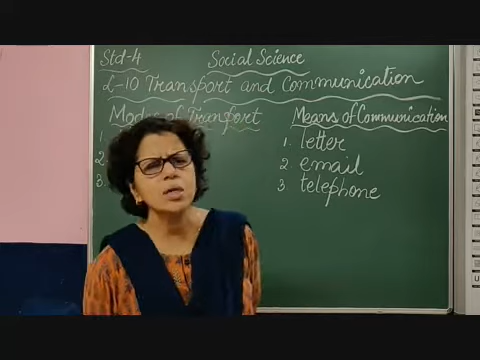 Std-4 Social Science
L-10 Transport and Communication
Modes of Transport Means of Communication
1. 1. letter
2 2 email
3 3 telephone